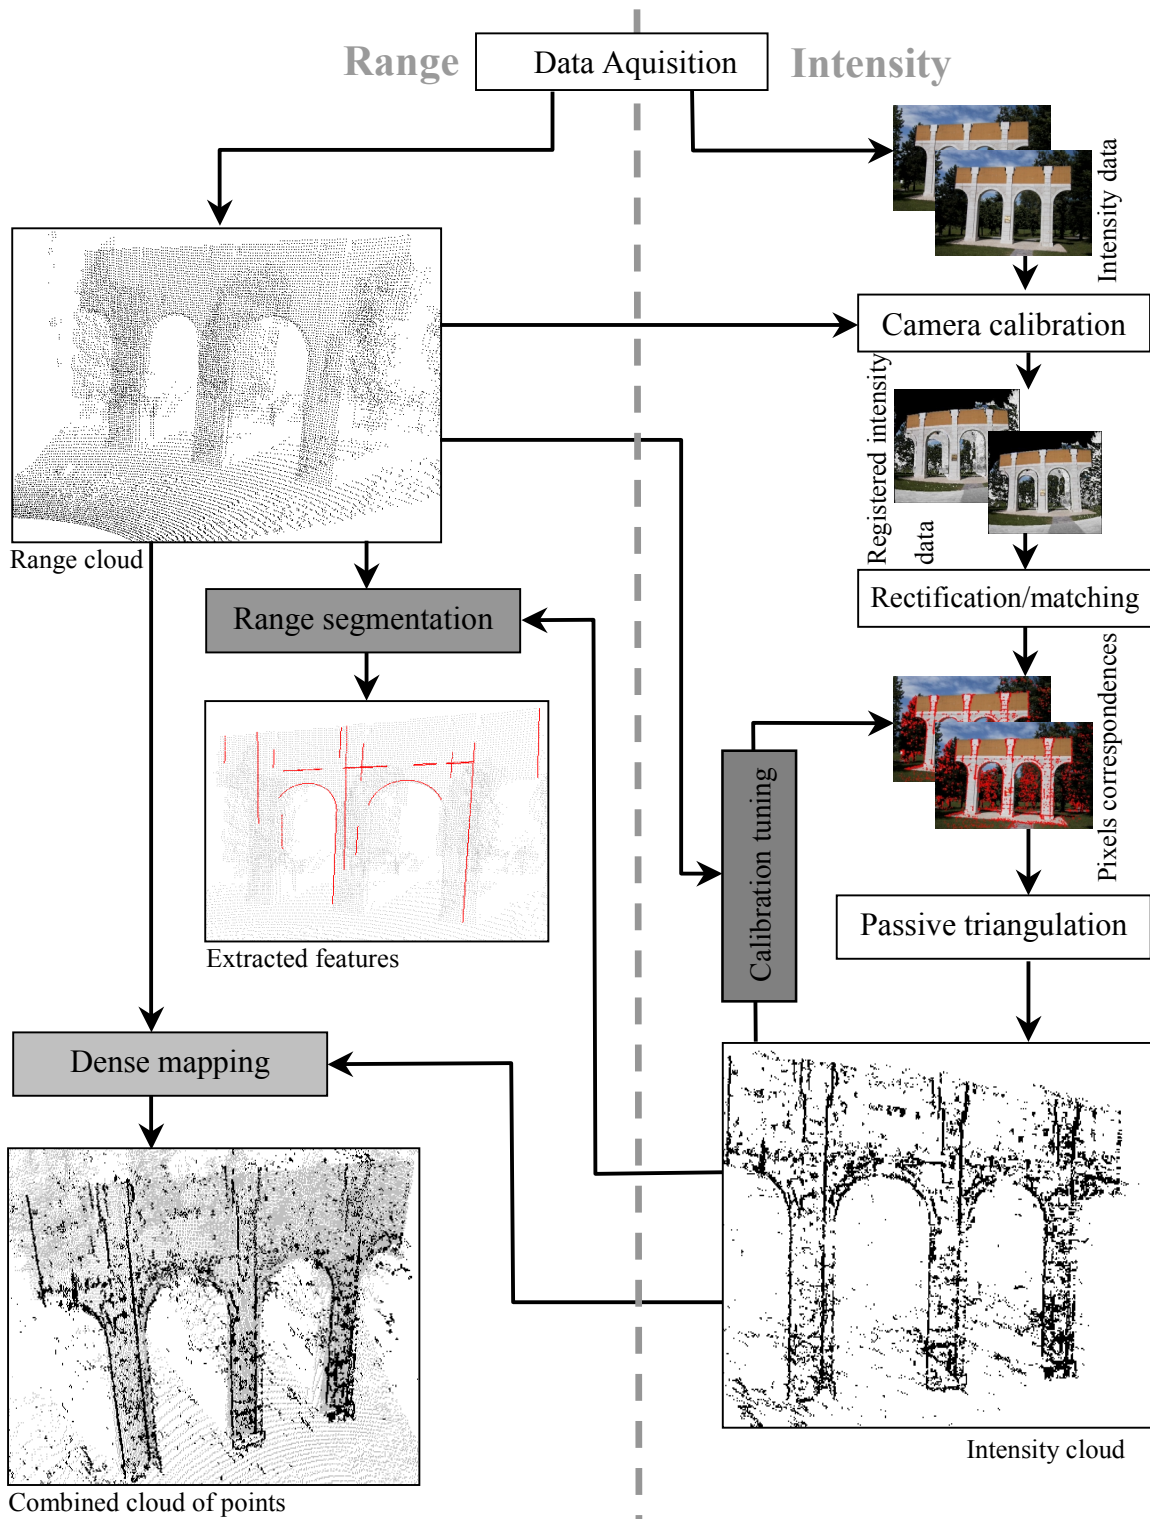 Range
Data Aquisition
Intensity
Intensity data
Camera calibration
Registered intensity
data
Range cloud
Rectification/matching
Range segmentation
Pixels correspondences
Calibration tuning
Passive triangulation
Extracted features
Dense mapping
Intensity cloud
Combined cloud of points